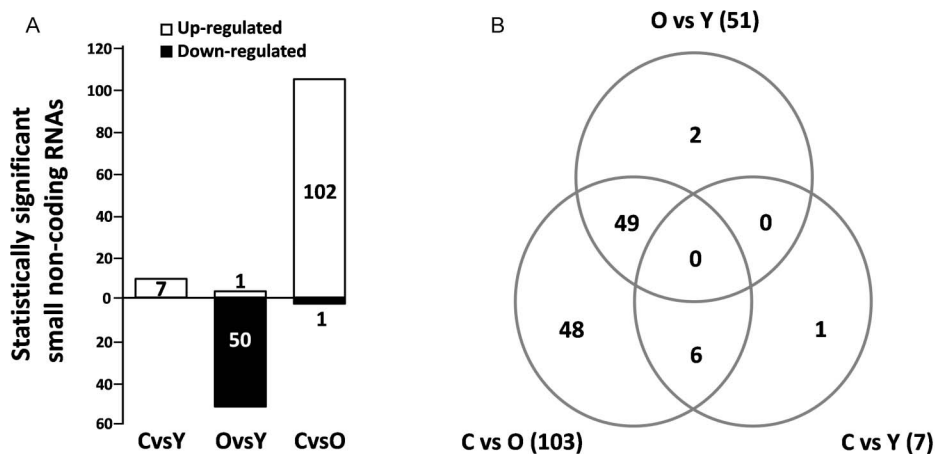 A
Up-regulated
Down-regulated
Statistically significant
small non-coding RNAs
120
100
80
60
40
20
0
20
40
60
7
1
50
102
1
CvsY
OvsY
CvsO
B
O vs Y (51)
2
49
0
0
48
6
1
C vs O (103)
C vs Y (7)